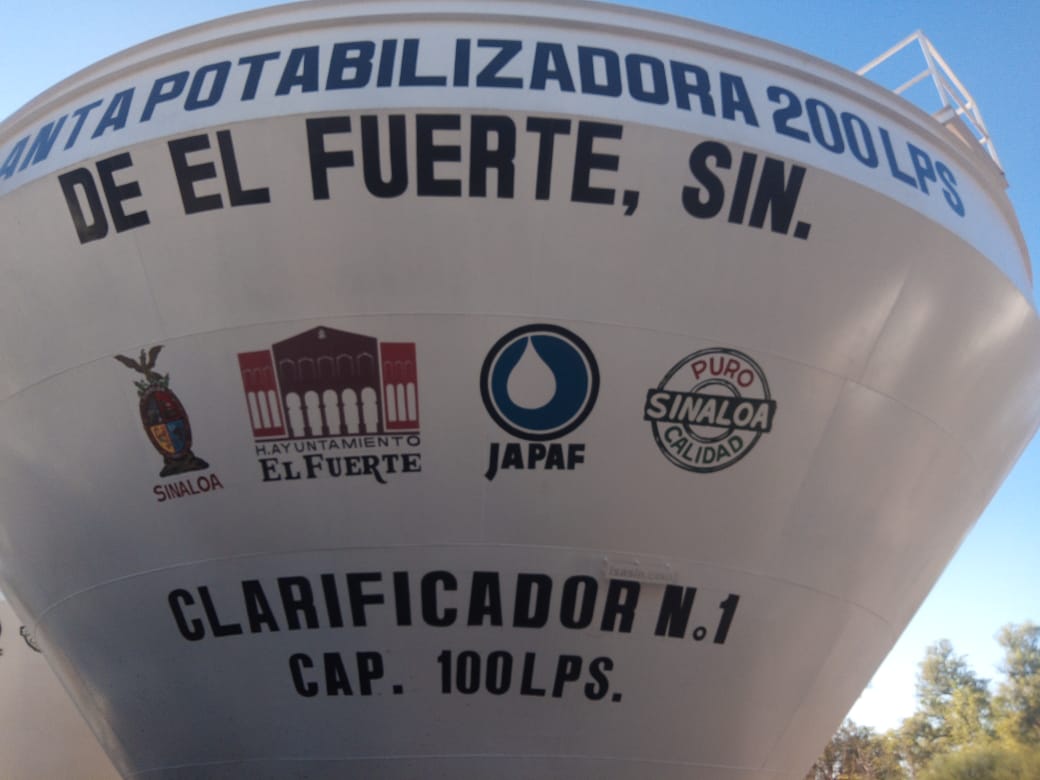 ANTA POTABILIZADORA 200 LPS
DE EL FUERTE, SIN.
SINALOA
H. AYUNTAMIENTO
EL FUERTE
JAPAF
PURO
SINALOA
CALIDAD
CLARIFICADOR N.o 1
CAP. 100 LPS.